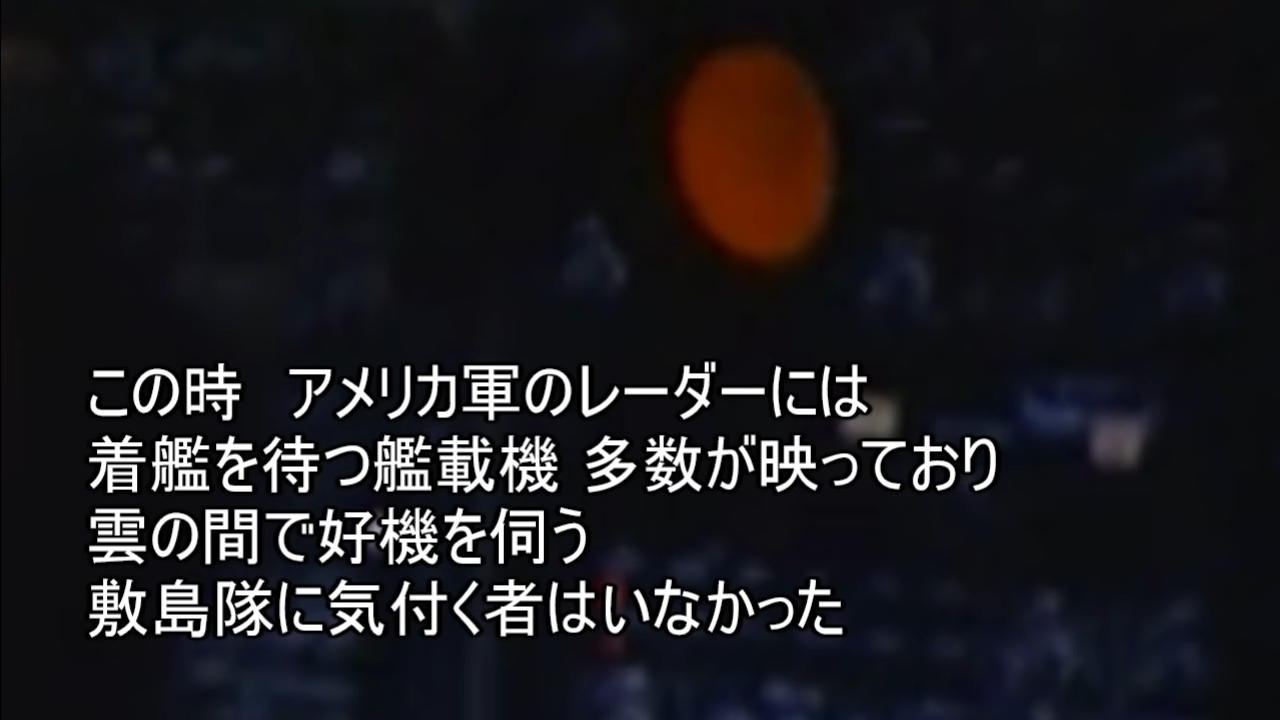 この時　アメリカ軍のレーダーには
着艦を待つ艦載機 多数が映っており
雲の間で好機を伺う
敷島隊に気付く者はいなかった